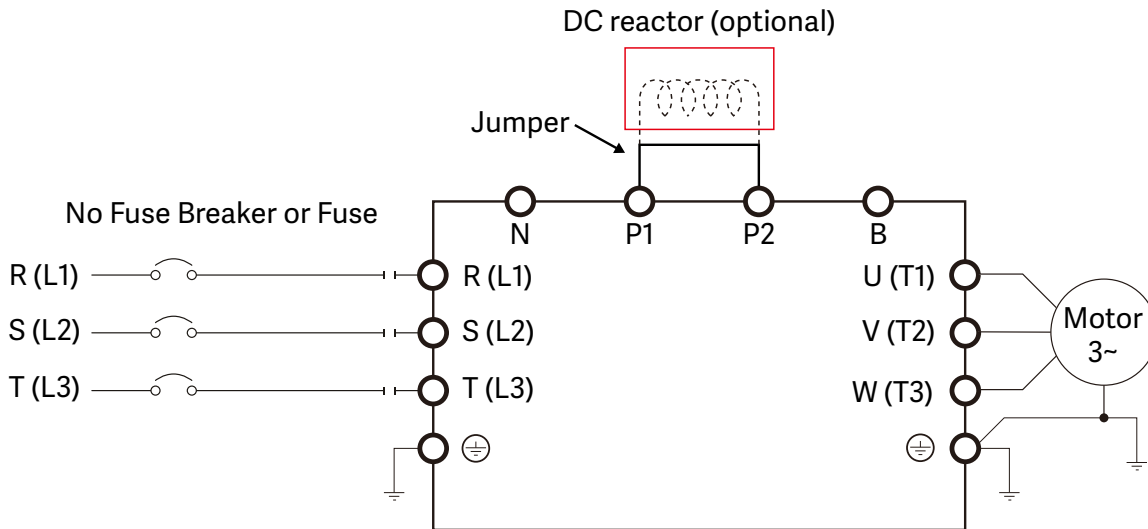 DC reactor (optional)
Jumper
No Fuse Breaker or Fuse
N
P1
P2
B
R (L1)
R (L1)
U (T1)
S (L2)
S (L2)
V (T2)
Motor
3~
T (L3)
T (L3)
W (T3)